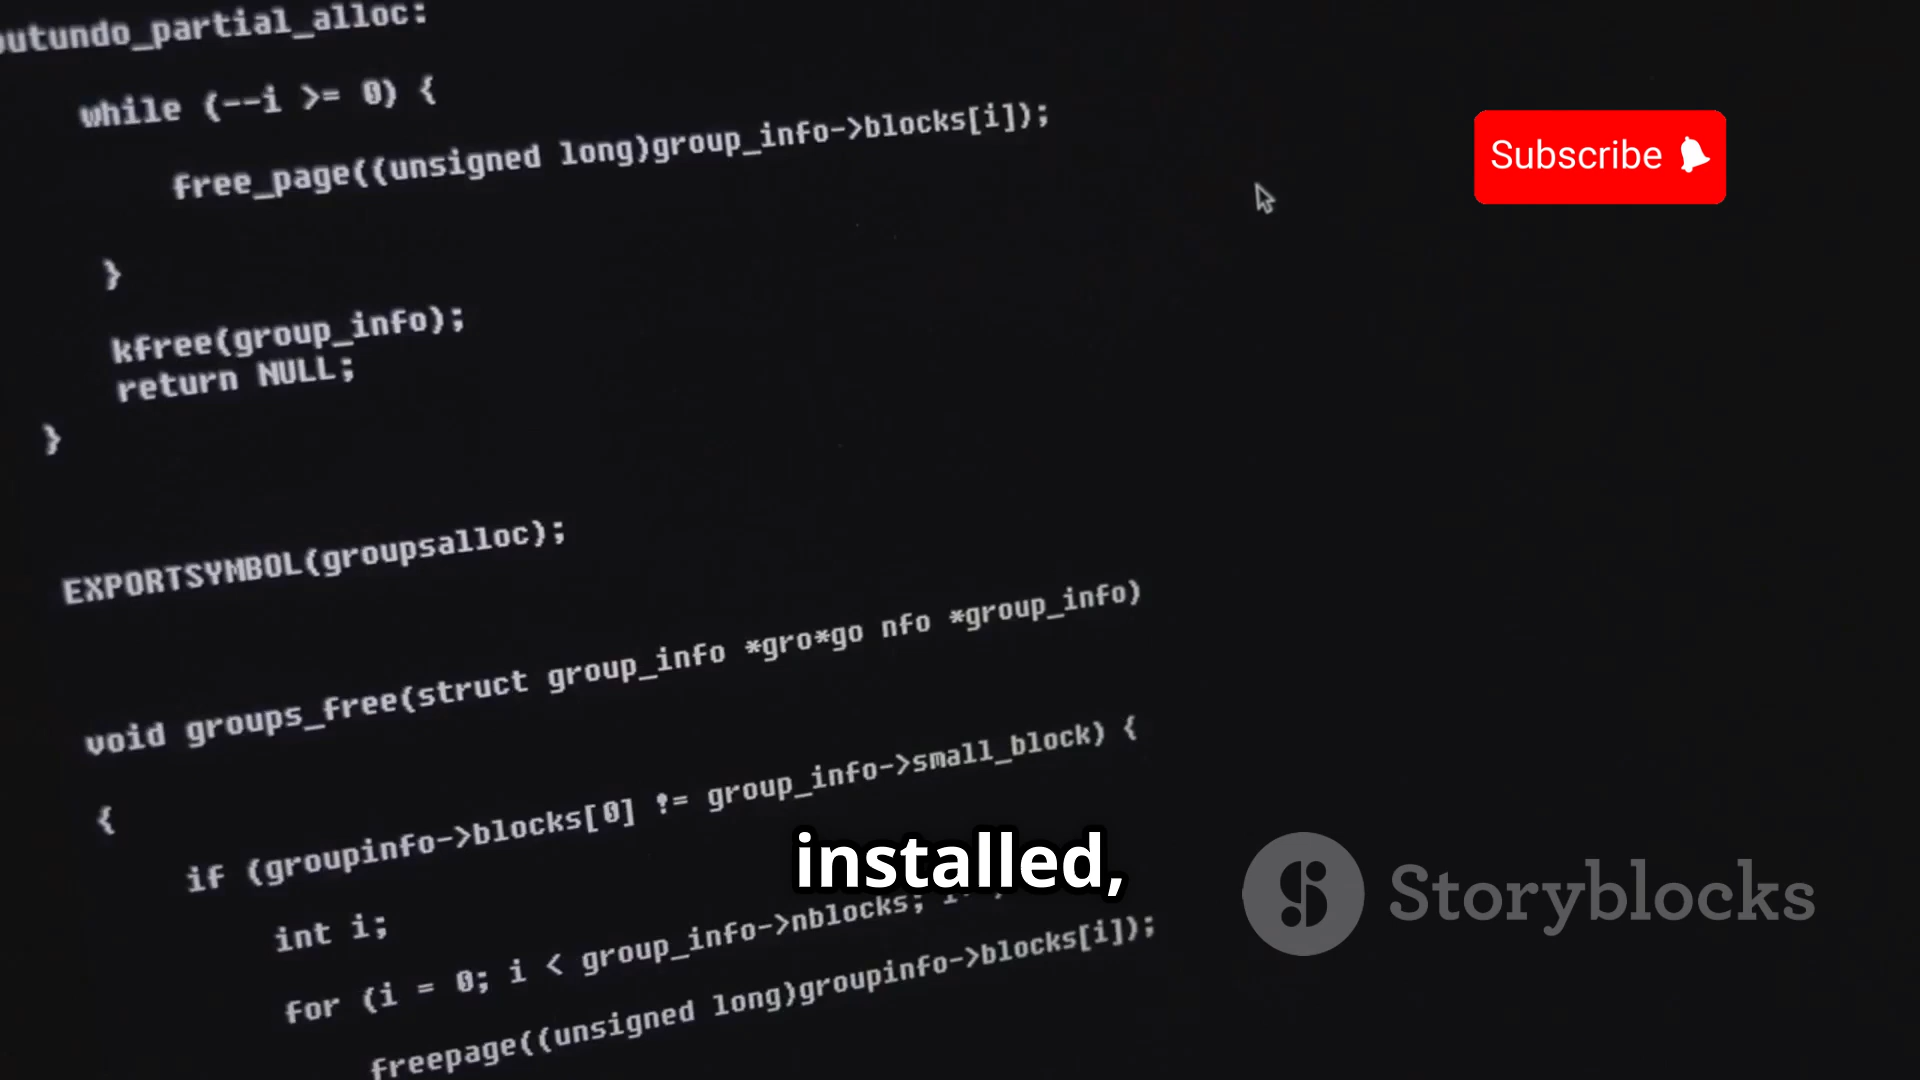 outundo_partial_alloc:
while (--i >= 0) {
free_page((unsigned long)group_info->blocks[i]);
Subscribe
}
kfree(group_info);
return NULL;
}
EXPORTSYMBOL(groupsalloc);
void groups_free(struct group_info *gro*go nfo *group_info)
{
if (groupinfo->blocks[0] != group_info->small_block) {
installed,
Storyblocks
int i;
for (i = 0; i < group_info->nblocks;
freepage((unsigned long)groupinfo->blocks[i]);